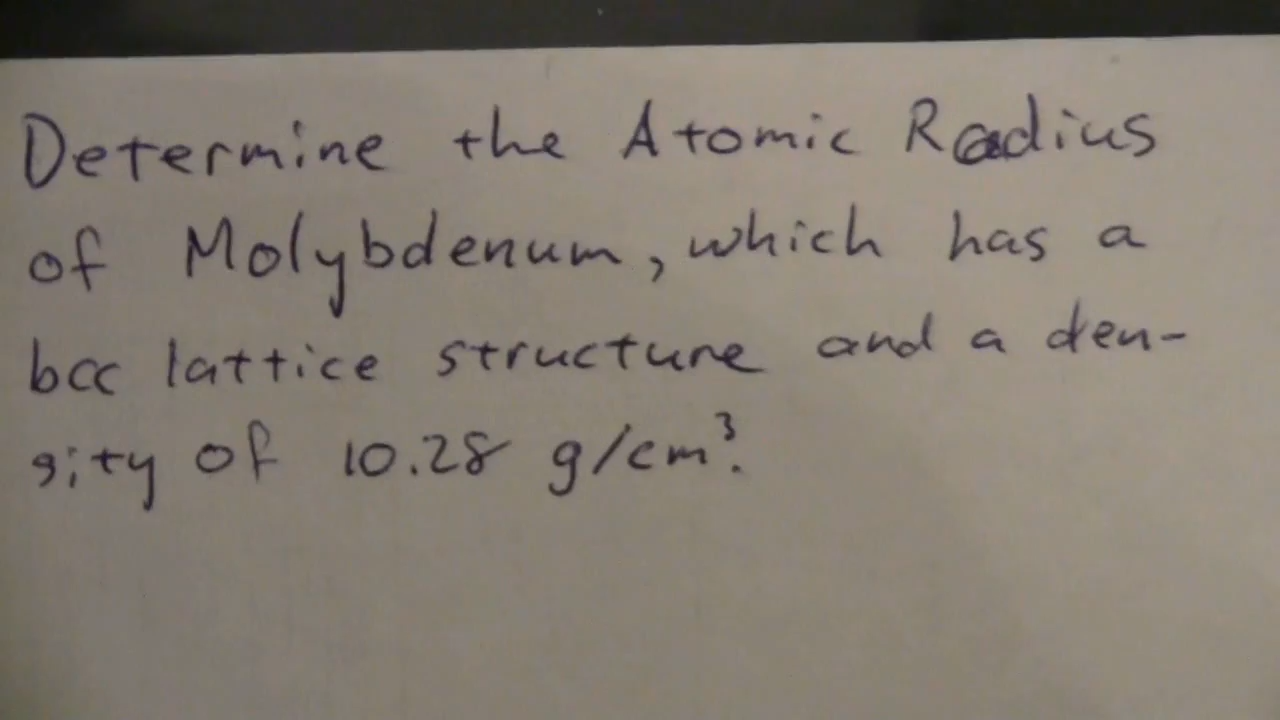 Determine the Atomic Radius
of Molybdenum, which has a
bcc lattice structure and a den-
sity of 10.28 g/cm³.